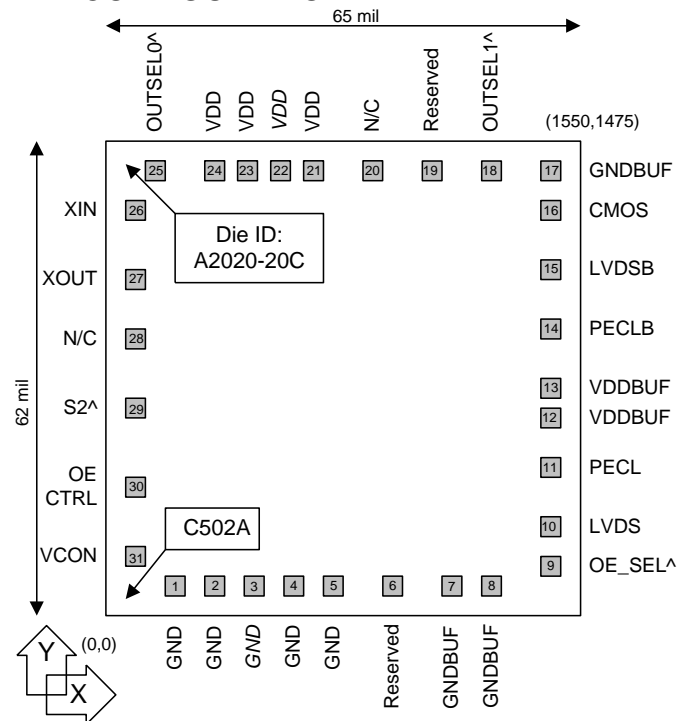 65 mil
OUTSEL0^
VDD
VDD
VDD
VDD
N/C
Reserved
OUTSEL1^
(1550,1475)
25
24
23
22
21
20
19
18
17
GNDBUF
XIN
26
16
CMOS
Die ID:
A2020-20C
XOUT
27
15
LVDSB
N/C
28
14
PECLB
62 mil
13
VDDBUF
S2^
29
12
VDDBUF
OE
CTRL
30
11
PECL
C502A
10
LVDS
VCON
31
9
OE_SEL^
1
2
3
4
5
6
7
8
Y
(0,0)
X
GND
GND
GND
GND
GND
Reserved
GNDBUF
GNDBUF